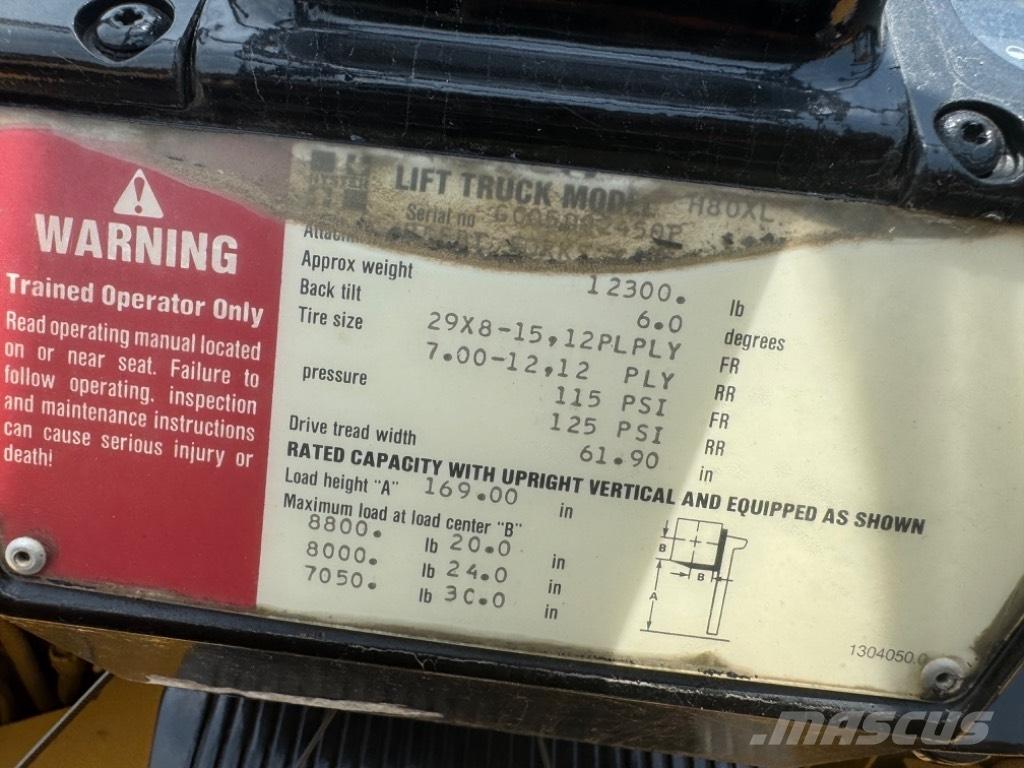 WARNING
Trained Operator Only
Read operating manual located
on or near seat. Failure to
follow operating. inspection
and maintenance instructions
can cause serious injury or
death!
HYSTER
LIFT TRUCK MODEL H80XL
Serial no
Approx weight 12300. lb
Back tilt 6.0 degrees
Tire size 29X8-15,12PLPLY FR
7.00-12,12 PLY RR
pressure 115 PSI FR
125 PSI RR
Drive tread width 61.90 in
RATED CAPACITY WITH UPRIGHT VERTICAL AND EQUIPPED AS SHOWN
Load height "A" 169.00 in
Maximum load at load center "B"
8800. lb 20.0 in
8000. lb 24.0 in
7050. lb 3C.0 in
B
B
A
1304050.0
MASCUS